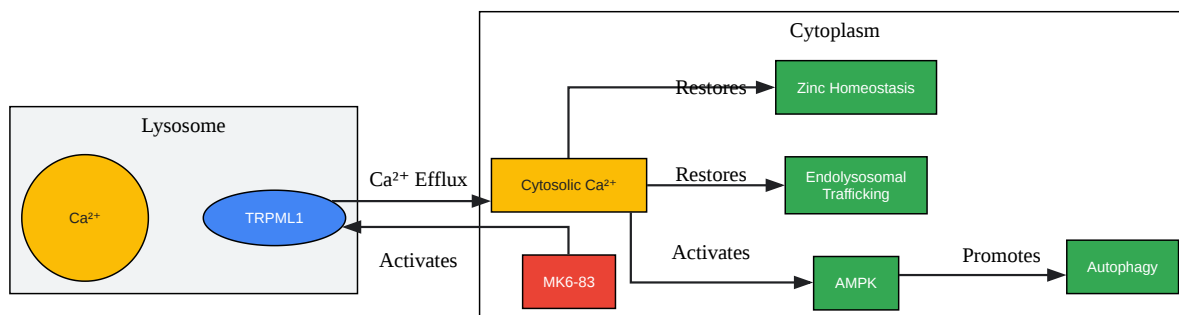 Cytoplasm
Restores
Zinc Homeostasis
Lysosome
Ca²⁺ Efflux
Cytosolic Ca²⁺
Restores
Endolysosomal
Trafficking
Ca²⁺
TRPML1
Activates
MK6-83
Activates
AMPK
Promotes
Autophagy